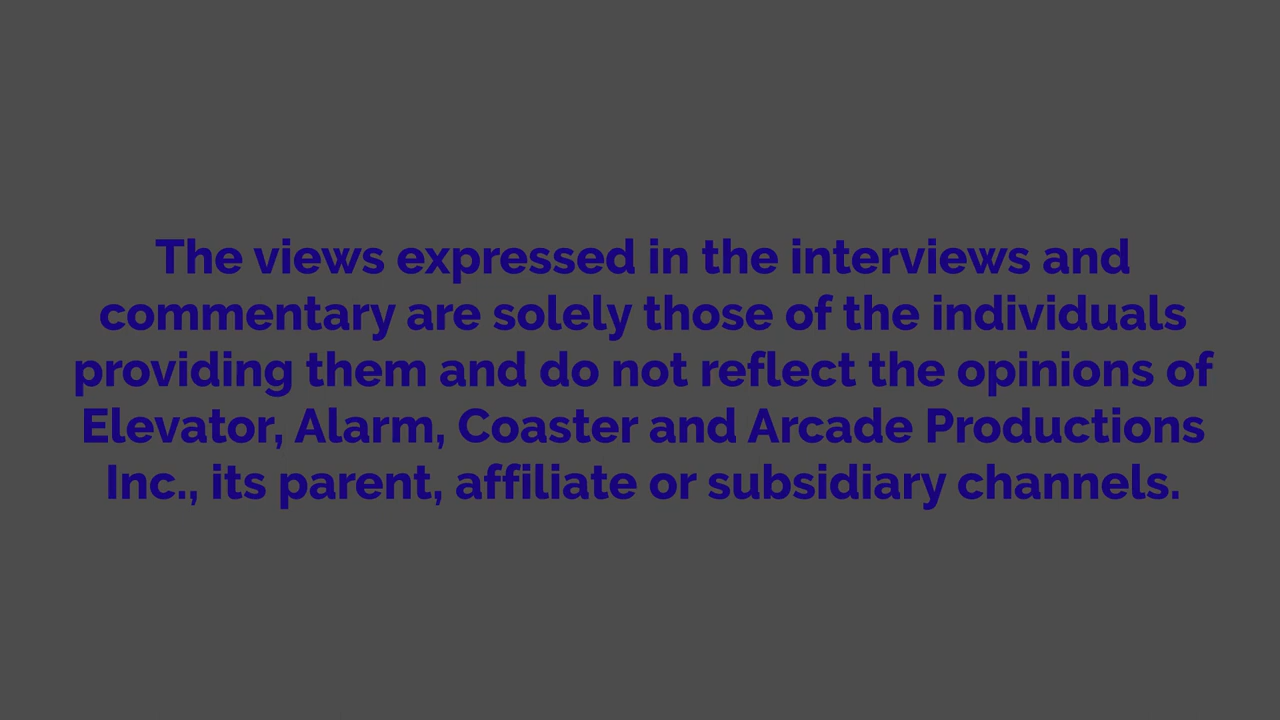 The views expressed in the interviews and
commentary are solely those of the individuals
providing them and do not reflect the opinions of
Elevator, Alarm, Coaster and Arcade Productions
Inc., its parent, affiliate or subsidiary channels.